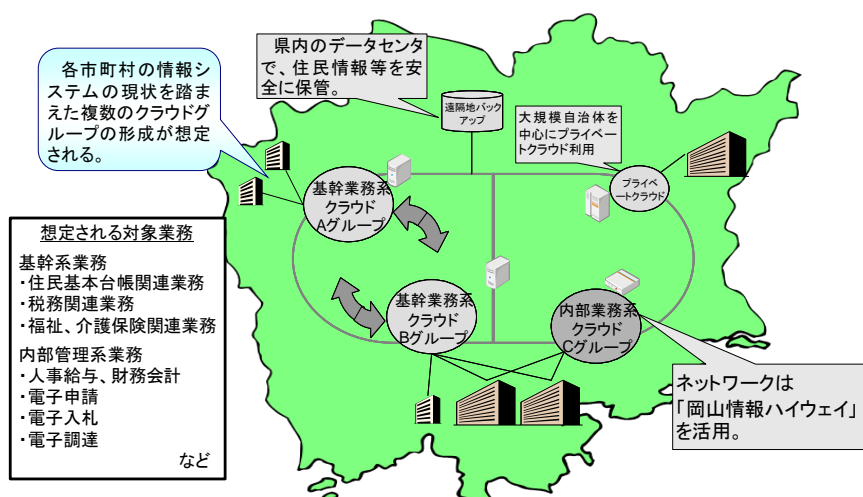 各市町村の情報シ
ステムの現状を踏ま
えた複数のクラウドグ
ループの形成が想定
される。
県内のデータセンタ
で、住民情報等を安
全に保管。
遠隔地バック
アップ
大規模自治体を
中心にプライベー
トクラウド利用
プライベ
ートクラウド
基幹業務系
クラウド
Aグループ
基幹業務系
クラウド
Bグループ
内部業務系
クラウド
Cグループ
想定される対象業務
基幹系業務
・住民基本台帳関連業務
・税務関連業務
・福祉、介護保険関連業務
内部管理系業務
・人事給与、財務会計
・電子申請
・電子入札
・電子調達
など
ネットワークは
「岡山情報ハイウェイ」
を活用。